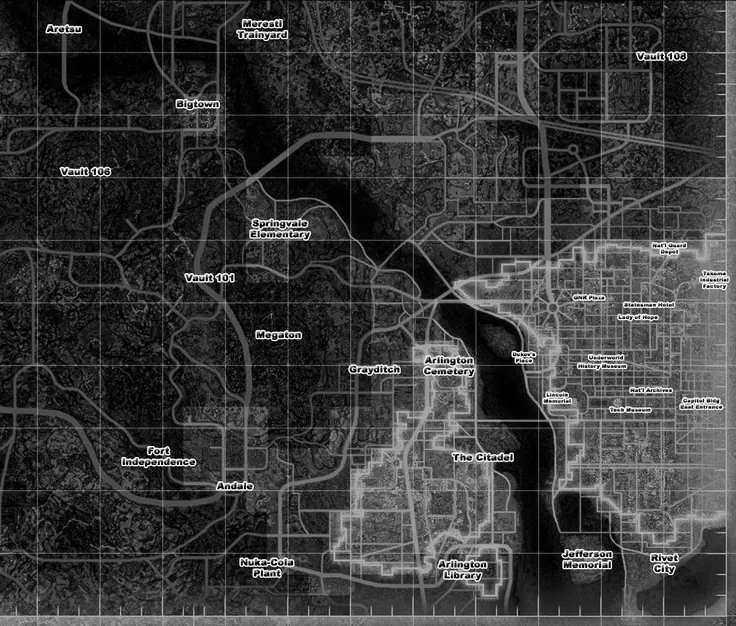 Aretsu
Meresti
Trainyard
Vault 108
Bigtown
Vault 106
Springvale
Elementary
Nat'l Guard
Depot
Vault 101
Takoma
Industrial
Factory
GNR Plaza
Statesman Hotel
Lady of Hope
Megaton
Dukov's
Place
Underworld
History Museum
Grayditch
Arlington
Cemetery
Lincoln
Memorial
Nat'l Archives
Tech Museum
Capitol Bldg
East Entrance
Fort
Independence
The Citadel
Andale
Nuka-Cola
Plant
Arlington
Library
Jefferson
Memorial
Rivet
City